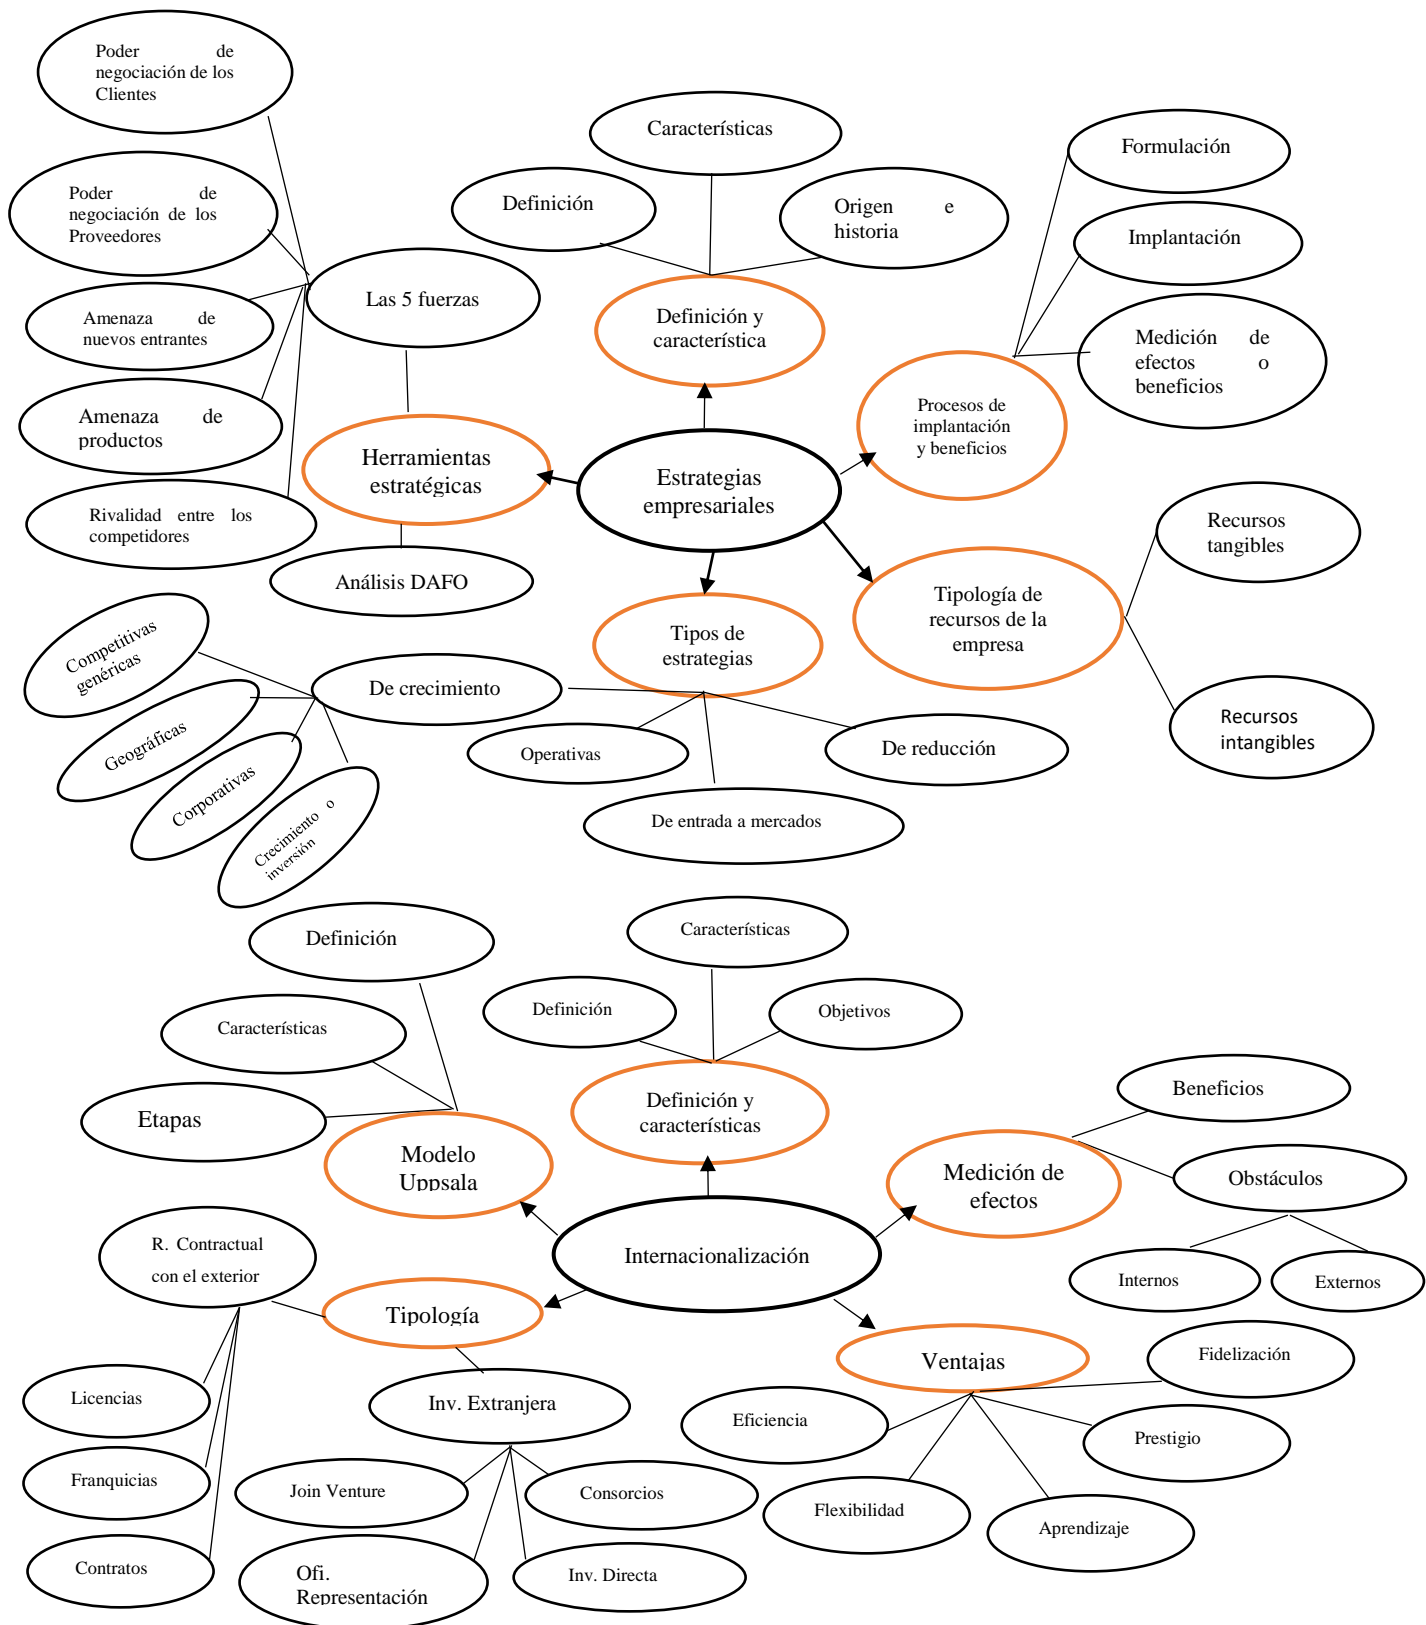 Poder de
negociación de los
Clientes
Características
Formulación
Poder de
negociación de los
Proveedores
Definición
Origen e
historia
Implantación
Las 5 fuerzas
Amenaza de
nuevos entrantes
Definición y
característica
Medición de
efectos o
beneficios
Amenaza de
productos
Procesos de
implantación
y beneficios
Herramientas
estratégicas
Estrategias
empresariales
Rivalidad entre los
competidores
Recursos
tangibles
Análisis DAFO
Tipología de
recursos de la
empresa
Tipos de
estrategias
Competitivas
genéricas
De crecimiento
Geográficas
Operativas
De reducción
Recursos
intangibles
Corporativas
Crecimiento o
inversión
De entrada a mercados
Definición
Características
Características
Definición
Objetivos
Etapas
Definición y
características
Beneficios
Modelo
Uppsala
Medición de
efectos
Obstáculos
R. Contractual
con el exterior
Internacionalización
Internos
Externos
Tipología
Ventajas
Fidelización
Licencias
Inv. Extranjera
Eficiencia
Prestigio
Franquicias
Join Venture
Consorcios
Flexibilidad
Aprendizaje
Contratos
Ofi.
Representación
Inv. Directa